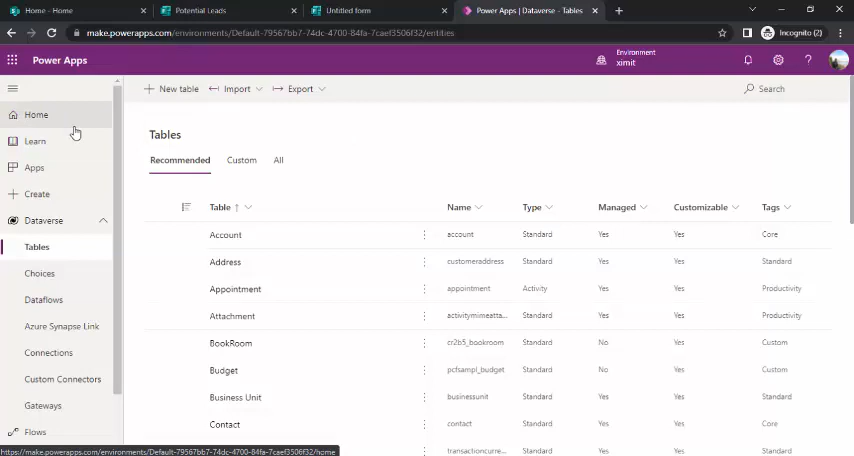 Home - Home
Potential Leads
Untitled form
Power Apps | Dataverse - Tables
make.powerapps.com/environments/Default-79567bb7-74dc-4700-84fa-7caef3506f32/entities
Incognito (2)
Power Apps
Environment
ximit
Home
Learn
Apps
Create
Dataverse
Tables
Choices
Dataflows
Azure Synapse Link
Connections
Custom Connectors
Gateways
Flows
New table Import Export Search
Tables
Recommended Custom All
Table Name Type Managed Customizable Tags
Account account Standard Yes Yes Core
Address customeraddress Standard Yes Yes Standard
Appointment appointment Activity Yes Yes Productivity
Attachment activitymimeatta... Standard Yes Yes Productivity
BookRoom cr2b5_bookroom Standard No Yes Custom
Budget pcfsampl_budget Standard No Yes Custom
Business Unit businessunit Standard Yes Yes Standard
Contact contact Standard Yes Yes Core
transactioncurre... Standard Yes Yes Standard
https://make.powerapps.com/environments/Default-79567bb7-74dc-4700-84fa-7caef3506f32/home